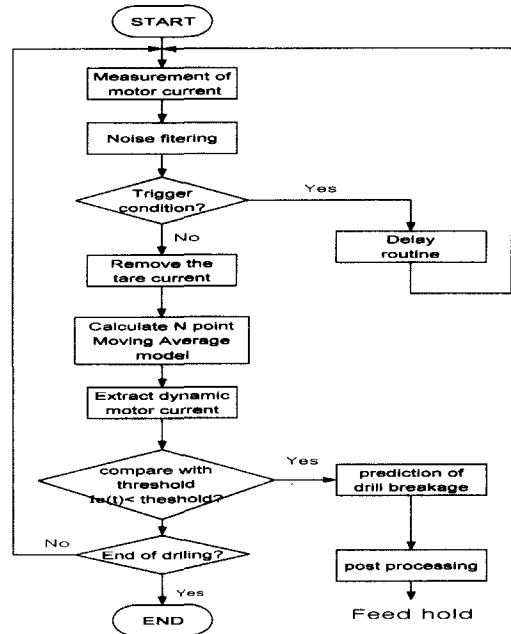 START
Measurement of
motor current
Noise fitering
Trigger
condition?
Yes
No
Delay
routine
Remove the
tare current
Calculate N point
Moving Average
model
Extract dynamic
motor current
compare with
threshold
Ie(t)< theshold?
Yes
prediction of
drill breakage
No
End of drilling?
post processing
Yes
END
Feed hold